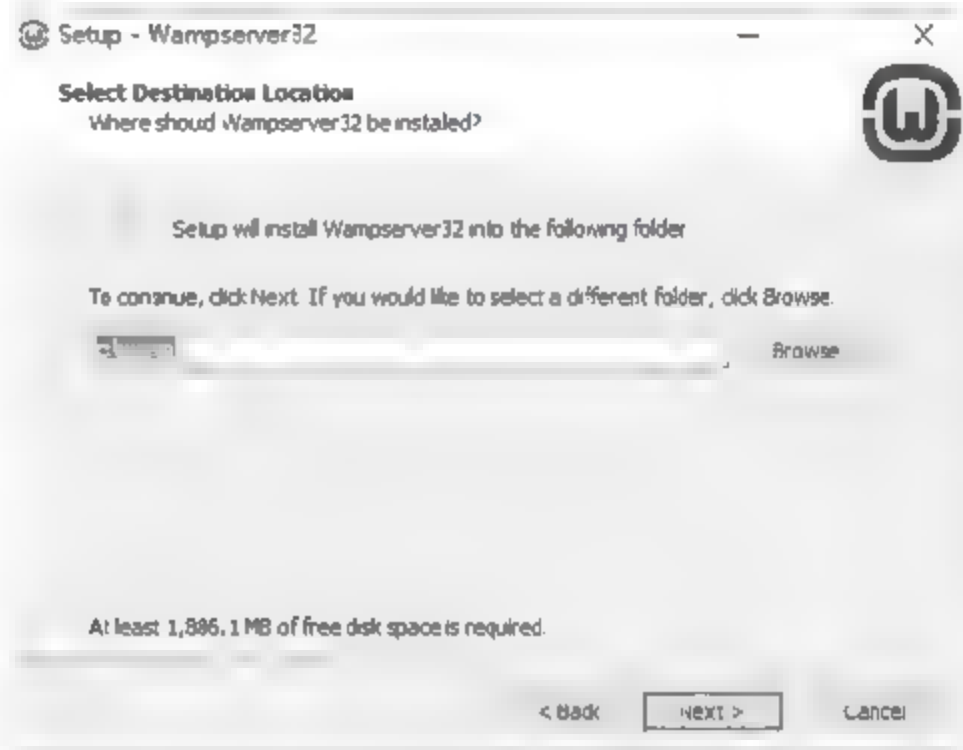 Setup - Wampserver32
Select Destination Location
Where should Wampserver32 be installed?
Setup will install Wampserver32 into the following folder
To continue, click Next. If you would like to select a different folder, click Browse.
Browse
At least 1,886.1 MB of free disk space is required.
< Back Next > Cancel